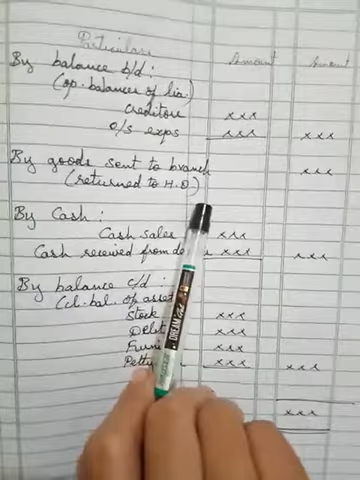 Particulars Amount Amount
By balance b/d :
(op. balances of lia.)
creditors xxx
o/s exps xxx xxx
By goods sent to branch xxx
(returned to H.O)
By Cash :
Cash sales xxx
Cash received from de xxx xxx
By balance c/d :
(cl. bal. of asset
Stock xxx
Debt xxx
Furni xxx
Petty xxx xxx
xxx
DREAM